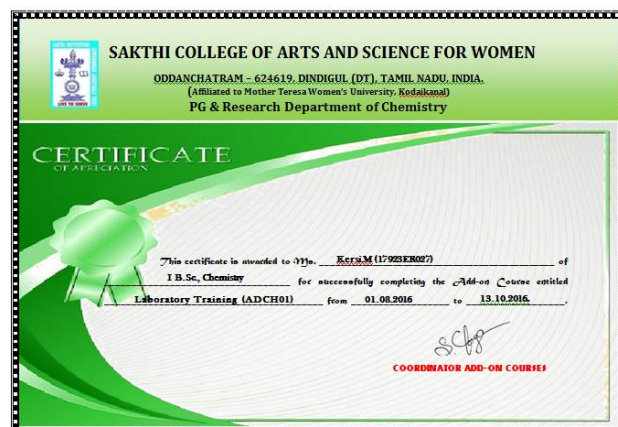 SAKTHI COLLEGE OF ARTS AND SCIENCE FOR WOMEN
ODDANCHATRAM – 624619. DINDIGUL (DT), TAMIL NADU. INDIA.
(Affiliated to Mother Teresa Women's University, Kodaikanal)
PG & Research Department of Chemistry
CERTIFICATE
OF APRECIATION
This certificate is awarded to Ms. Kersi.M (17923ER027) of
I B.Sc., Chemistry for successfully completing the Add-on Course entitled
Laboratory Training (ADCH01) from 01.08.2016 to 13.10.2016.
COORDINATOR ADD-ON COURSES